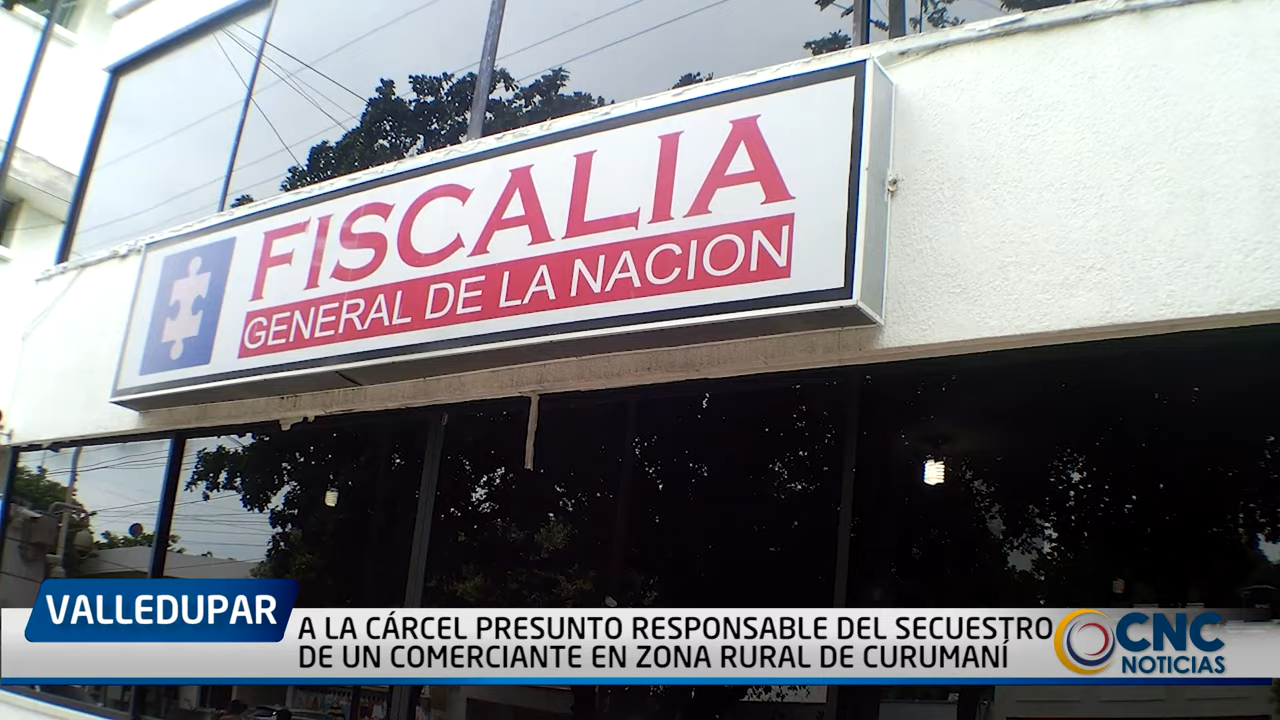 FISCALIA
GENERAL DE LA NACION
VALLEDUPAR
A LA CÁRCEL PRESUNTO RESPONSABLE DEL SECUESTRO
DE UN COMERCIANTE EN ZONA RURAL DE CURUMANÍ
CNC
NOTICIAS